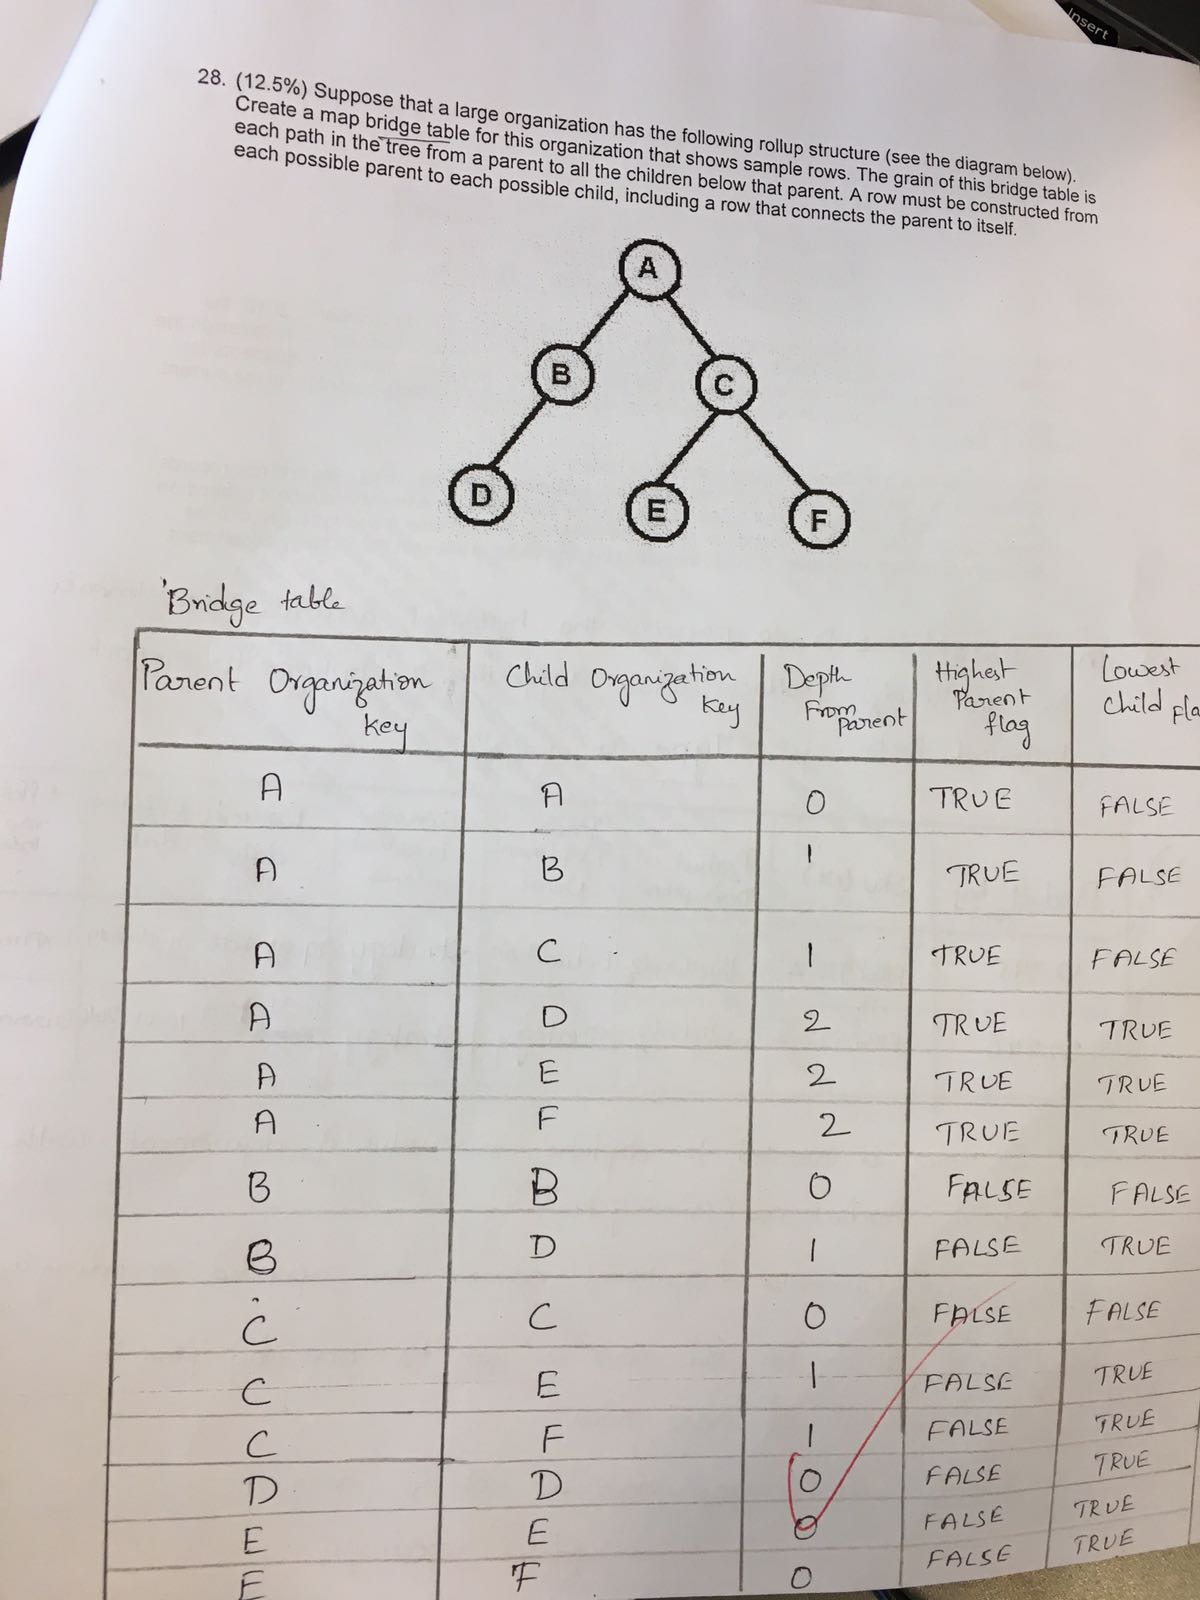 Insert
28. (12.5%) Suppose that a large organization has the following rollup structure (see the diagram below).
Create a map bridge table for this organization that shows sample rows. The grain of this bridge table is
each path in the tree from a parent to all the children below that parent. A row must be constructed from
each possible parent to each possible child, including a row that connects the parent to itself.
A
B
C
D
E
F
Bridge table
Parent Organization key Child Organization key Depth From Parent Highest Parent flag Lowest Child fla
A A 0 TRUE FALSE
A B 1 TRUE FALSE
A C 1 TRUE FALSE
A D 2 TRUE TRUE
A E 2 TRUE TRUE
A F 2 TRUE TRUE
B B 0 FALSE FALSE
B D 1 FALSE TRUE
C C 0 FALSE FALSE
C E 1 FALSE TRUE
C F 1 FALSE TRUE
D D 0 FALSE TRUE
E E 0 FALSE TRUE
F F 0 FALSE TRUE